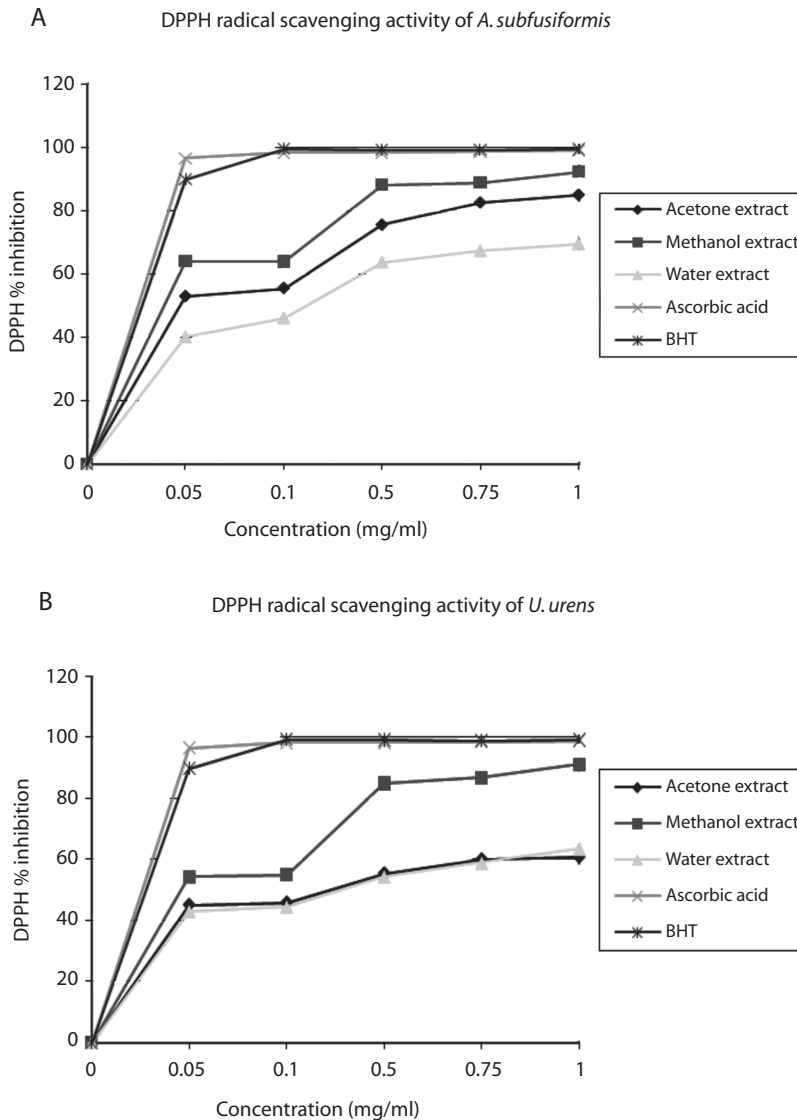 A
DPPH radical scavenging activity of A. subfusiformis
120
100
80
60
40
20
0
DPPH % inhibition
0 0.05 0.1 0.5 0.75 1
Concentration (mg/ml)
Acetone extract
Methanol extract
Water extract
Ascorbic acid
BHT
B
DPPH radical scavenging activity of U. urens
120
100
80
60
40
20
0
DPPH % inhibition
0 0.05 0.1 0.5 0.75 1
Concentration (mg/ml)
Acetone extract
Methanol extract
Water extract
Ascorbic acid
BHT